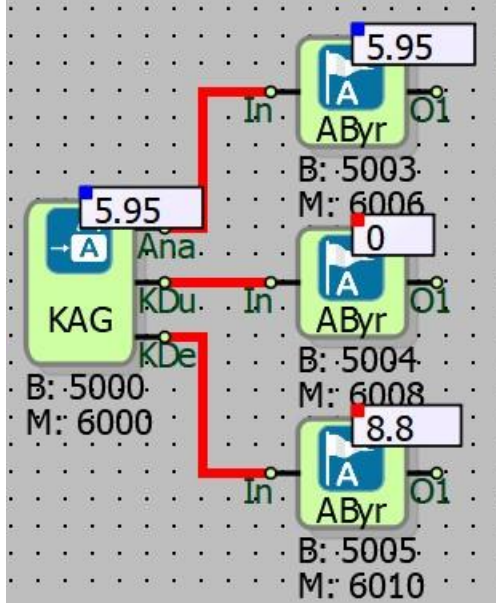 5.95
In
O1
A
AByr
B: 5003
M: 6006
5.95
A
Ana
KAG
KDu
KDe
B: 5000
M: 6000
0
In
O1
A
AByr
B: 5004
M: 6008
8.8
In
O1
A
AByr
B: 5005
M: 6010